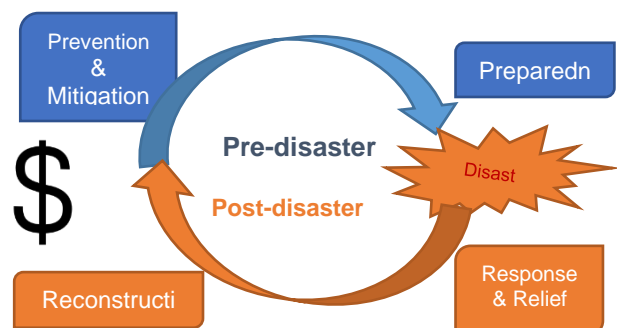 Prevention
&
Mitigation
Preparedn
Pre-disaster
Disast
$
Post-disaster
Reconstructi
Response
& Relief